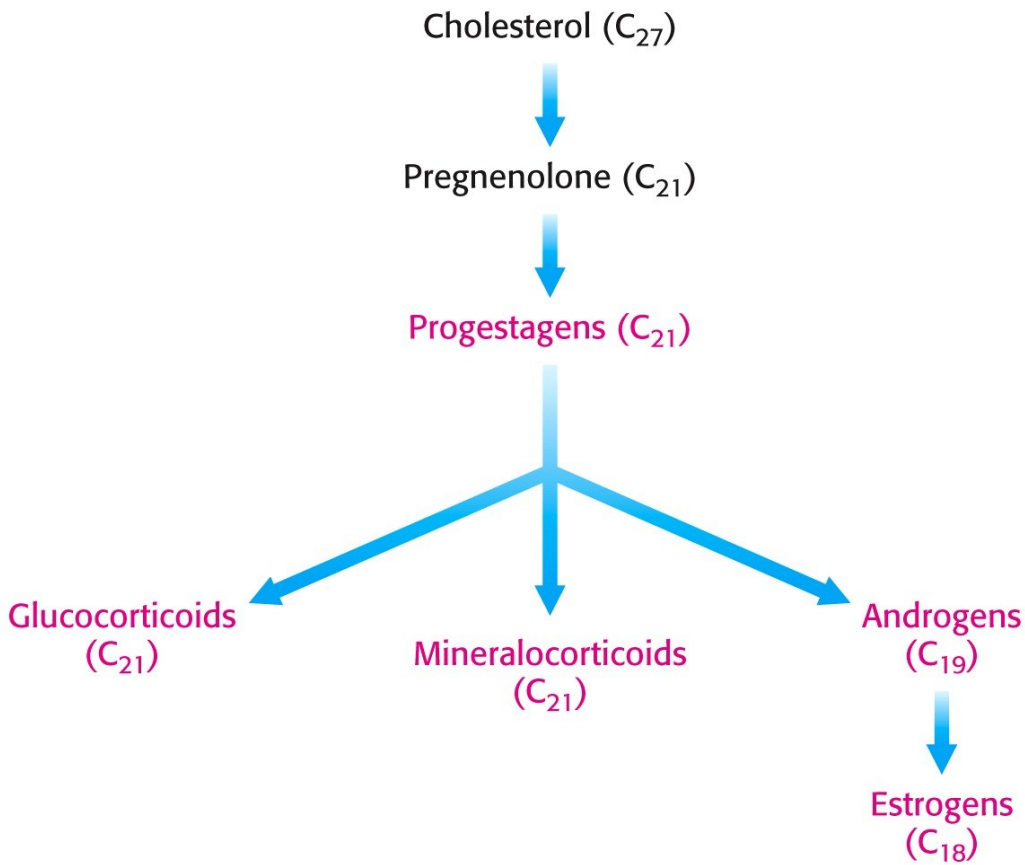 Cholesterol (C₂₇)
Pregnenolone (C₂₁)
Progestagens (C₂₁)
Glucocorticoids
(C₂₁)
Mineralocorticoids
(C₂₁)
Androgens
(C₁₉)
Estrogens
(C₁₈)